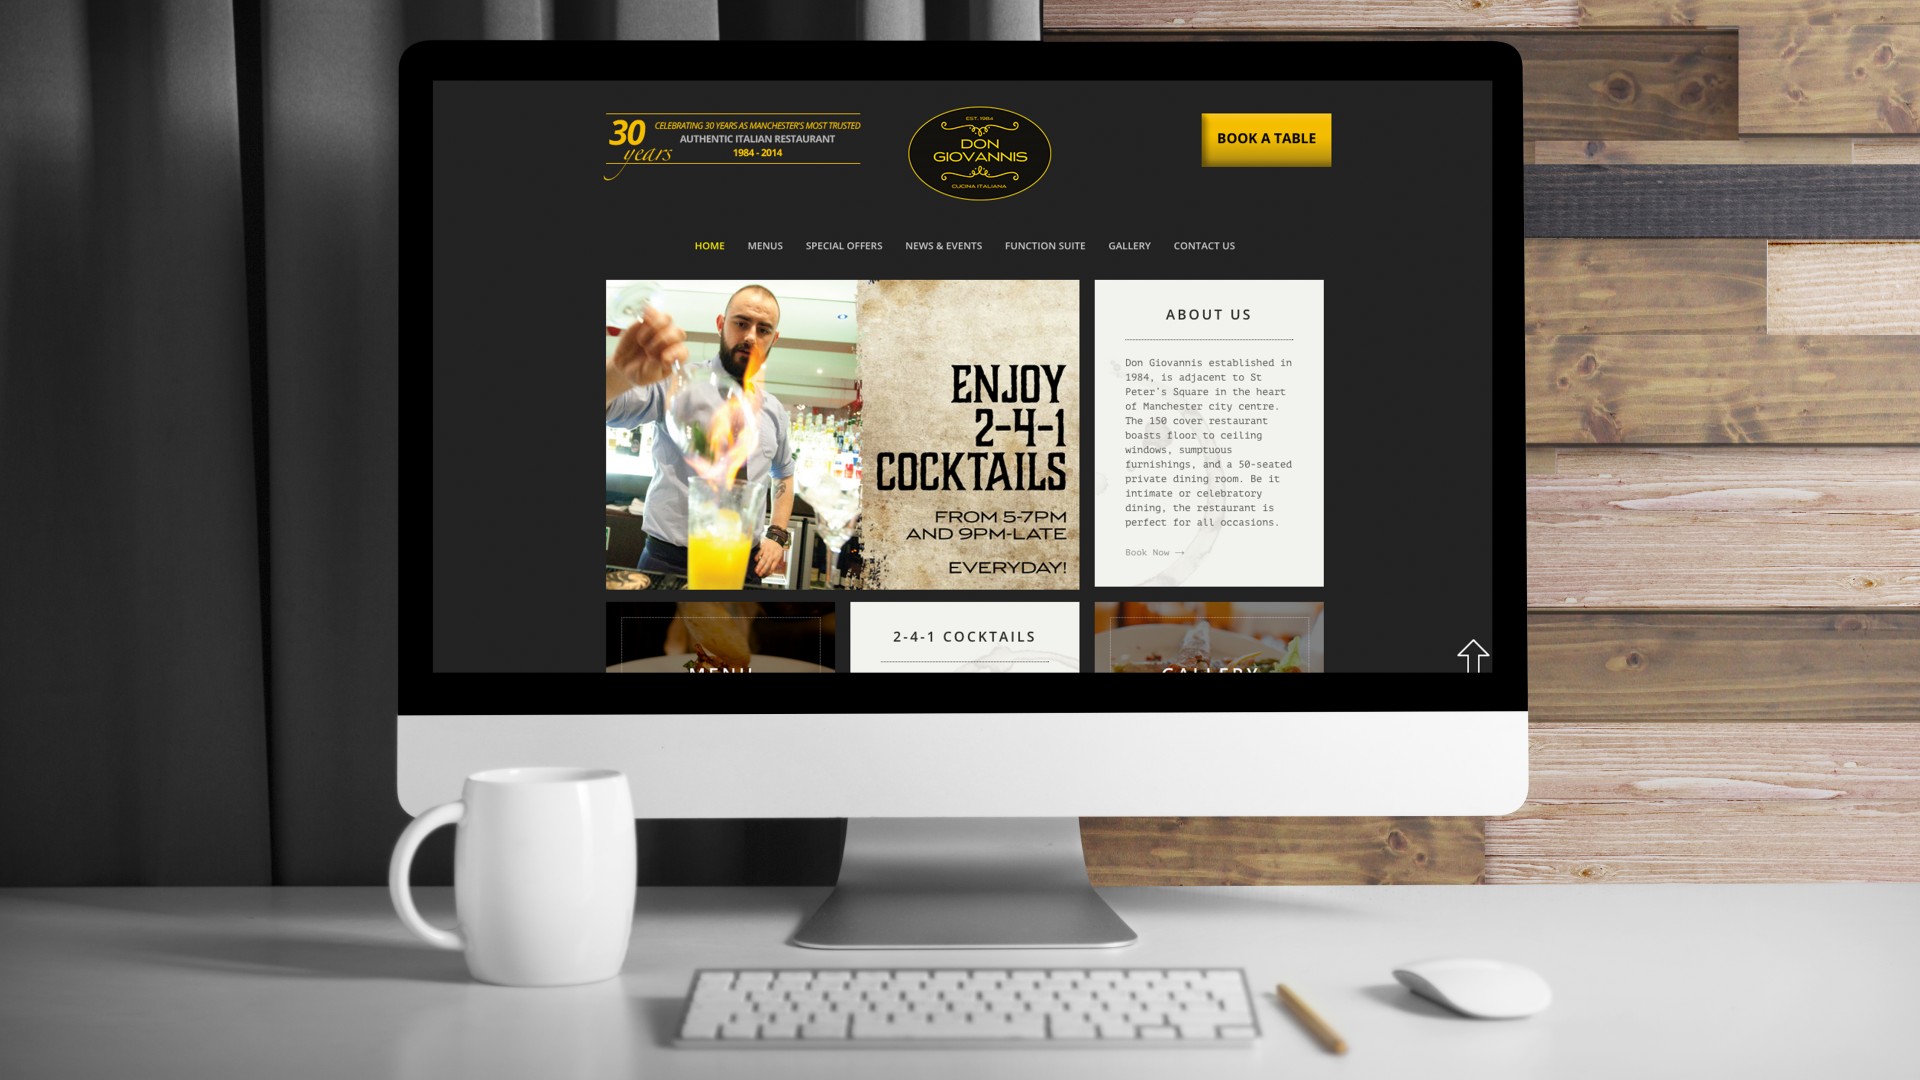 30 years
CELEBRATING 30 YEARS AS MANCHESTER'S MOST TRUSTED
AUTHENTIC ITALIAN RESTAURANT
1984 - 2014
EST. 1984
DON
GIOVANNIS
CUCINA ITALIANA
BOOK A TABLE
HOME MENUS SPECIAL OFFERS NEWS & EVENTS FUNCTION SUITE GALLERY CONTACT US
ENJOY
2-4-1
COCKTAILS
FROM 5-7PM
AND 9PM-LATE
EVERYDAY!
ABOUT US
Don Giovannis established in
1984, is adjacent to St
Peter's Square in the heart
of Manchester city centre.
The 150 cover restaurant
boasts floor to ceiling
windows, sumptuous
furnishings, and a 50-seated
private dining room. Be it
intimate or celebratory
dining, the restaurant is
perfect for all occasions.
Book Now →
MENU
2-4-1 COCKTAILS
GALLERY